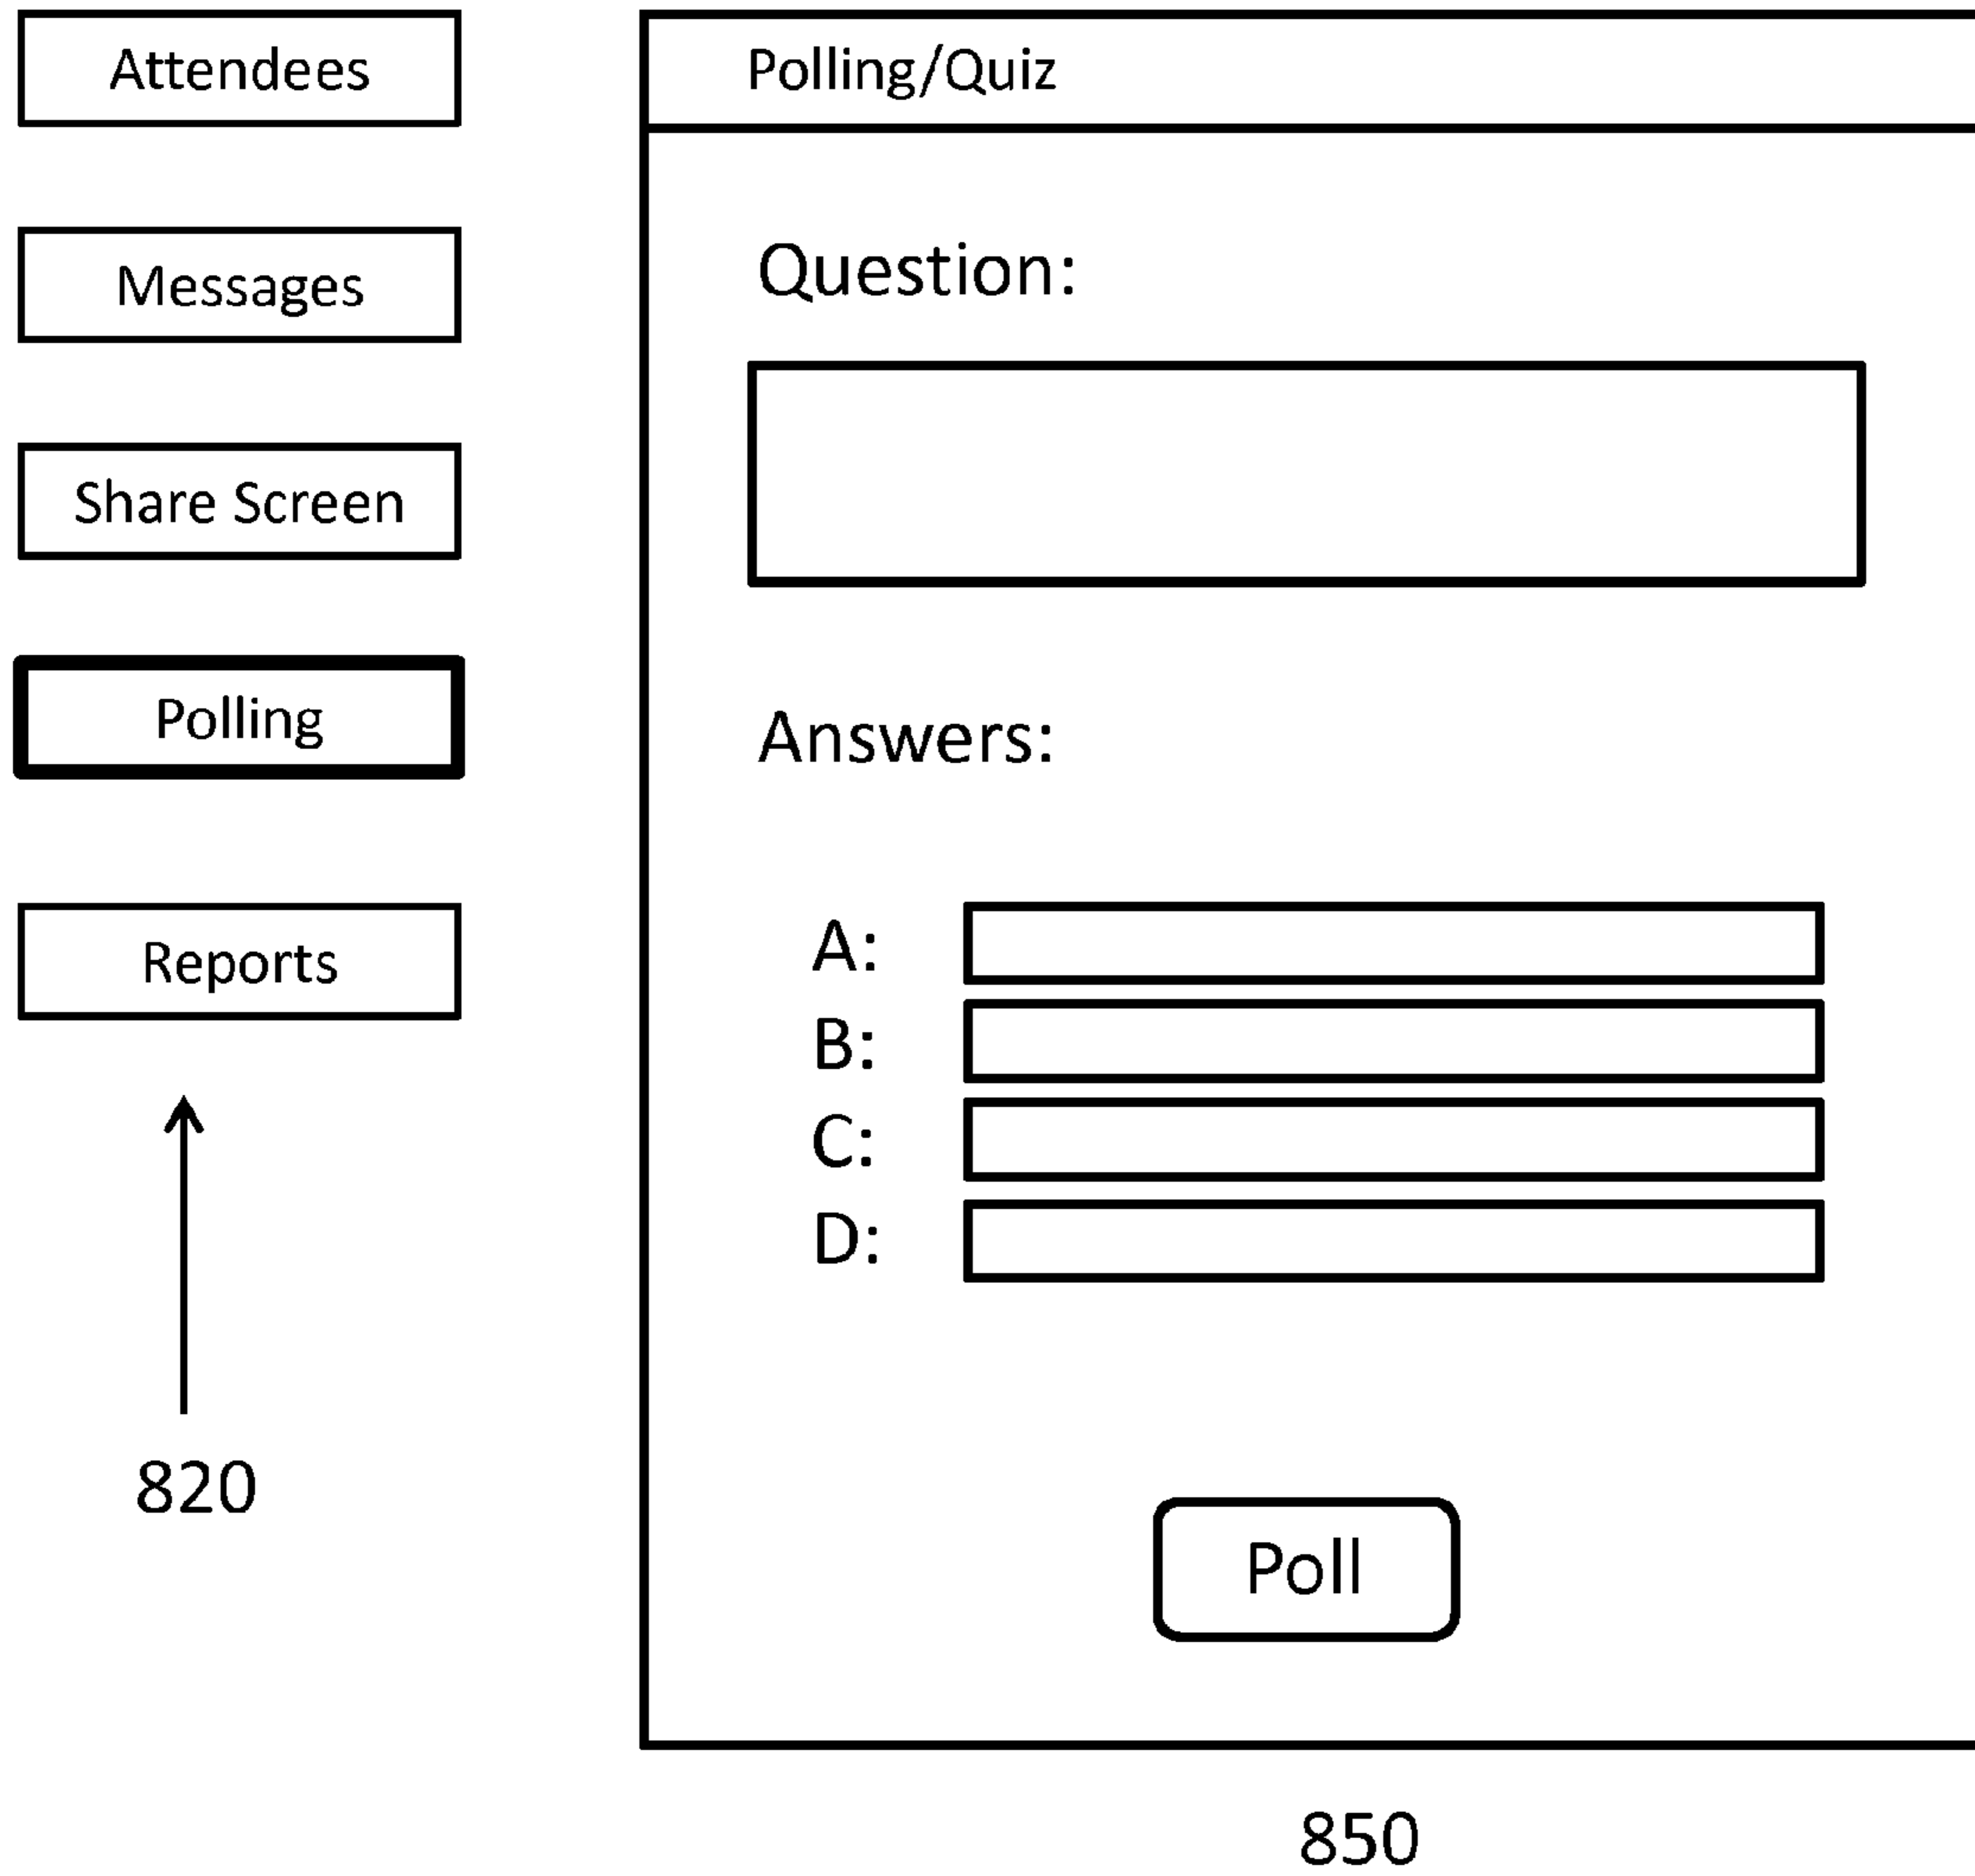 Attendees
Messages
Share Screen
Polling
Reports
820
Polling/Quiz
Question:
Answers:
A:
B:
C:
D:
Poll
850